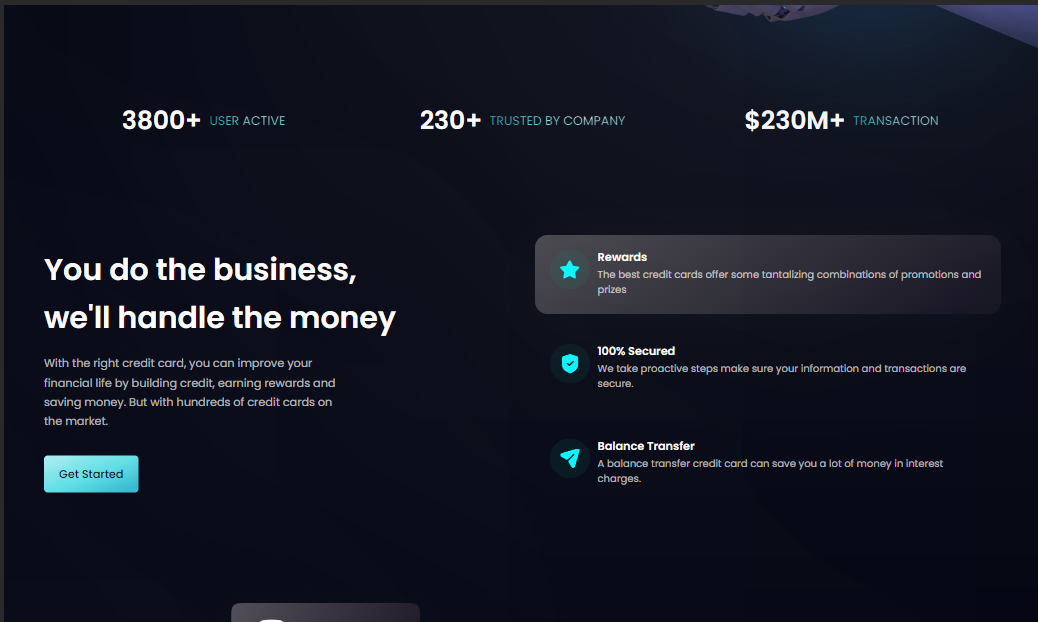 3800+ USER ACTIVE 230+ TRUSTED BY COMPANY $230M+ TRANSACTION
You do the business,
we'll handle the money
With the right credit card, you can improve your
financial life by building credit, earning rewards and
saving money. But with hundreds of credit cards on
the market.
Get Started
Rewards
The best credit cards offer some tantalizing combinations of promotions and
prizes
100% Secured
We take proactive steps make sure your information and transactions are
secure.
Balance Transfer
A balance transfer credit card can save you a lot of money in interest
charges.